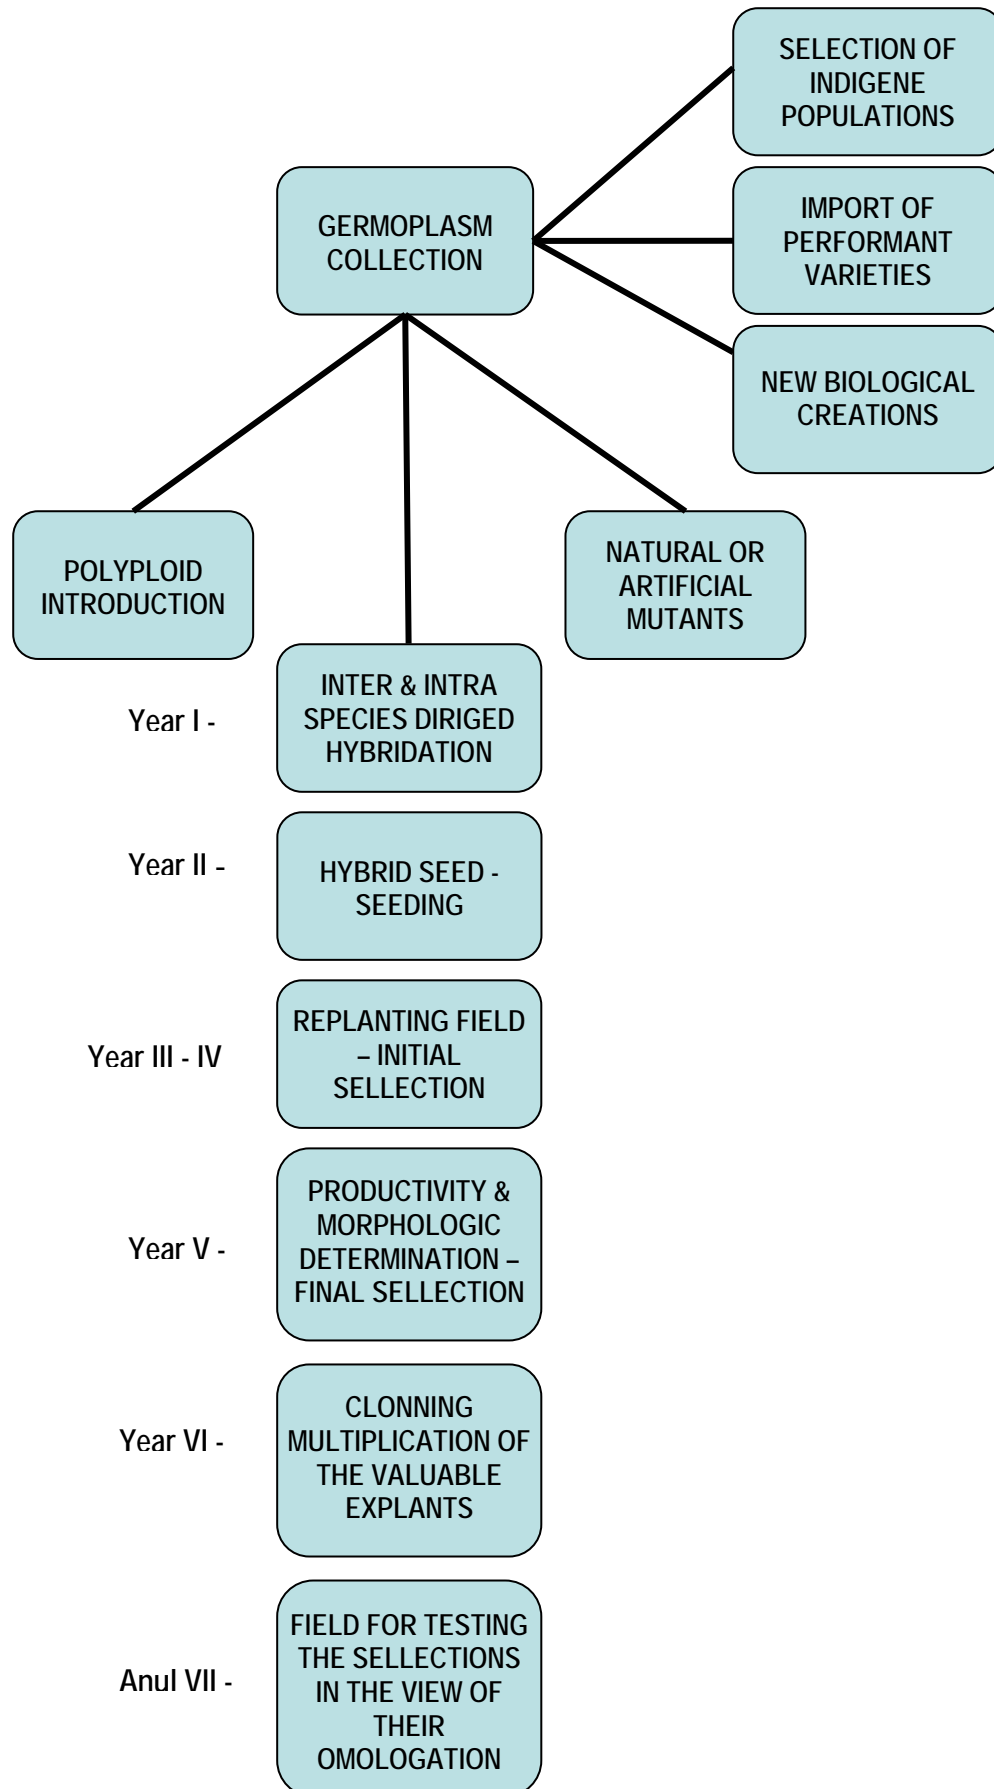 SELECTION OF
INDIGENE
POPULATIONS
GERMOPLASM
COLLECTION
IMPORT OF
PERFORMANT
VARIETIES
NEW BIOLOGICAL
CREATIONS
POLYPLOID
INTRODUCTION
NATURAL OR
ARTIFICIAL
MUTANTS
Year I -
INTER & INTRA
SPECIES DIRIGED
HYBRIDATION
Year II -
HYBRID SEED -
SEEDING
Year III - IV
REPLANTING FIELD
– INITIAL
SELLECTION
Year V -
PRODUCTIVITY &
MORPHOLOGIC
DETERMINATION –
FINAL SELLECTION
Year VI -
CLONNING
MULTIPLICATION OF
THE VALUABLE
EXPLANTS
Anul VII -
FIELD FOR TESTING
THE SELLECTIONS
IN THE VIEW OF
THEIR
OMOLOGATION